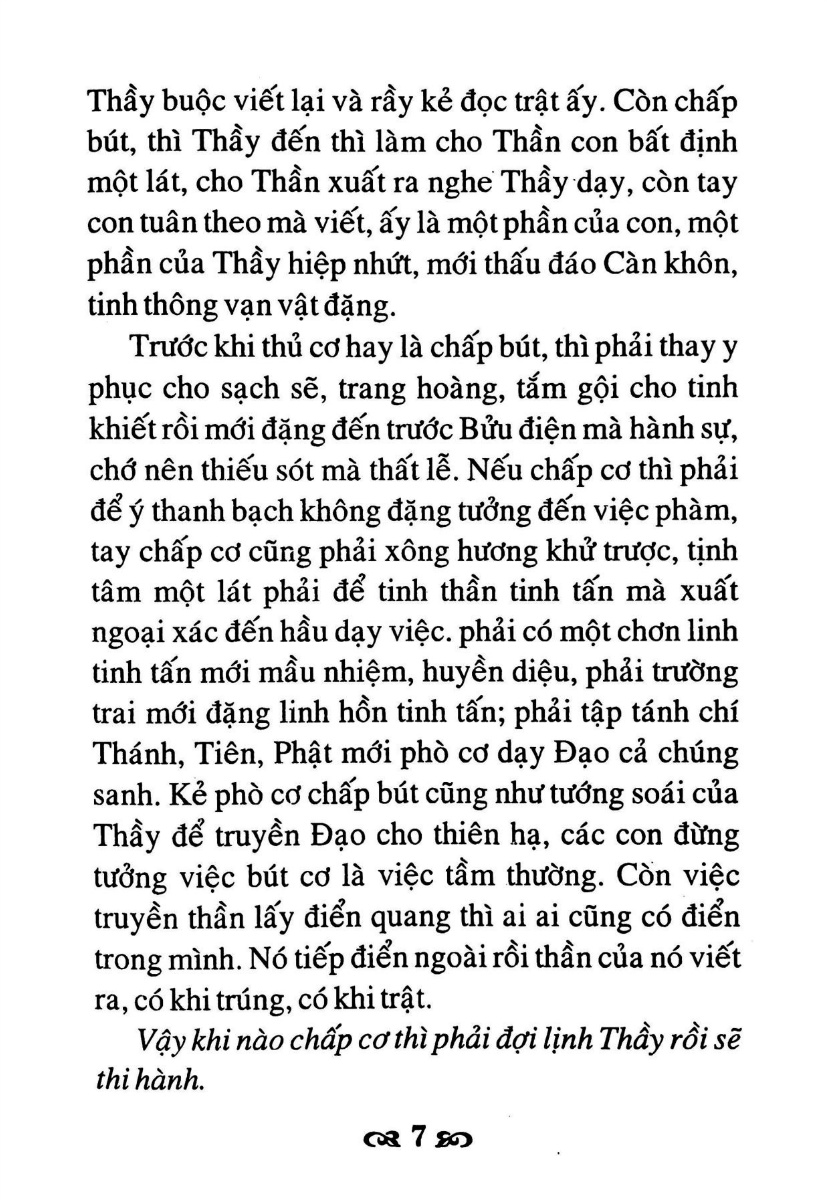 Thầy buộc viết lại và rầy kẻ đọc trật ấy. Còn chấp
bút, thì Thầy đến thì làm cho Thần con bất định
một lát, cho Thần xuất ra nghe Thầy dạy, còn tay
con tuân theo mà viết, ấy là một phần của con, một
phần của Thầy hiệp nhứt, mới thấu đáo Càn khôn,
tinh thông vạn vật đặng.
Trước khi thủ cơ hay là chấp bút, thì phải thay y
phục cho sạch sẽ, trang hoàng, tắm gội cho tinh
khiết rồi mới đặng đến trước Bửu điện mà hành sự,
chớ nên thiếu sót mà thất lễ. Nếu chấp cơ thì phải
để ý thanh bạch không đặng tưởng đến việc phàm,
tay chấp cơ cũng phải xông hương khử trược, tịnh
tâm một lát phải để tinh thần tinh tấn mà xuất
ngoại xác đến hầu dạy việc. phải có một chơn linh
tinh tấn mới mầu nhiệm, huyền diệu, phải trường
trai mới đặng linh hồn tinh tấn; phải tập tánh chí
Thánh, Tiên, Phật mới phò cơ dạy Đạo cả chúng
sanh. Kẻ phò cơ chấp bút cũng như tướng soái của
Thầy để truyền Đạo cho thiên hạ, các con đừng
tưởng việc bút cơ là việc tầm thường. Còn việc
truyền thần lấy điển quang thì ai ai cũng có điển
trong mình. Nó tiếp điển ngoài rồi thần của nó viết
ra, có khi trúng, có khi trật.
Vậy khi nào chấp cơ thì phải đợi lịnh Thầy rồi sẽ
thi hành.
7